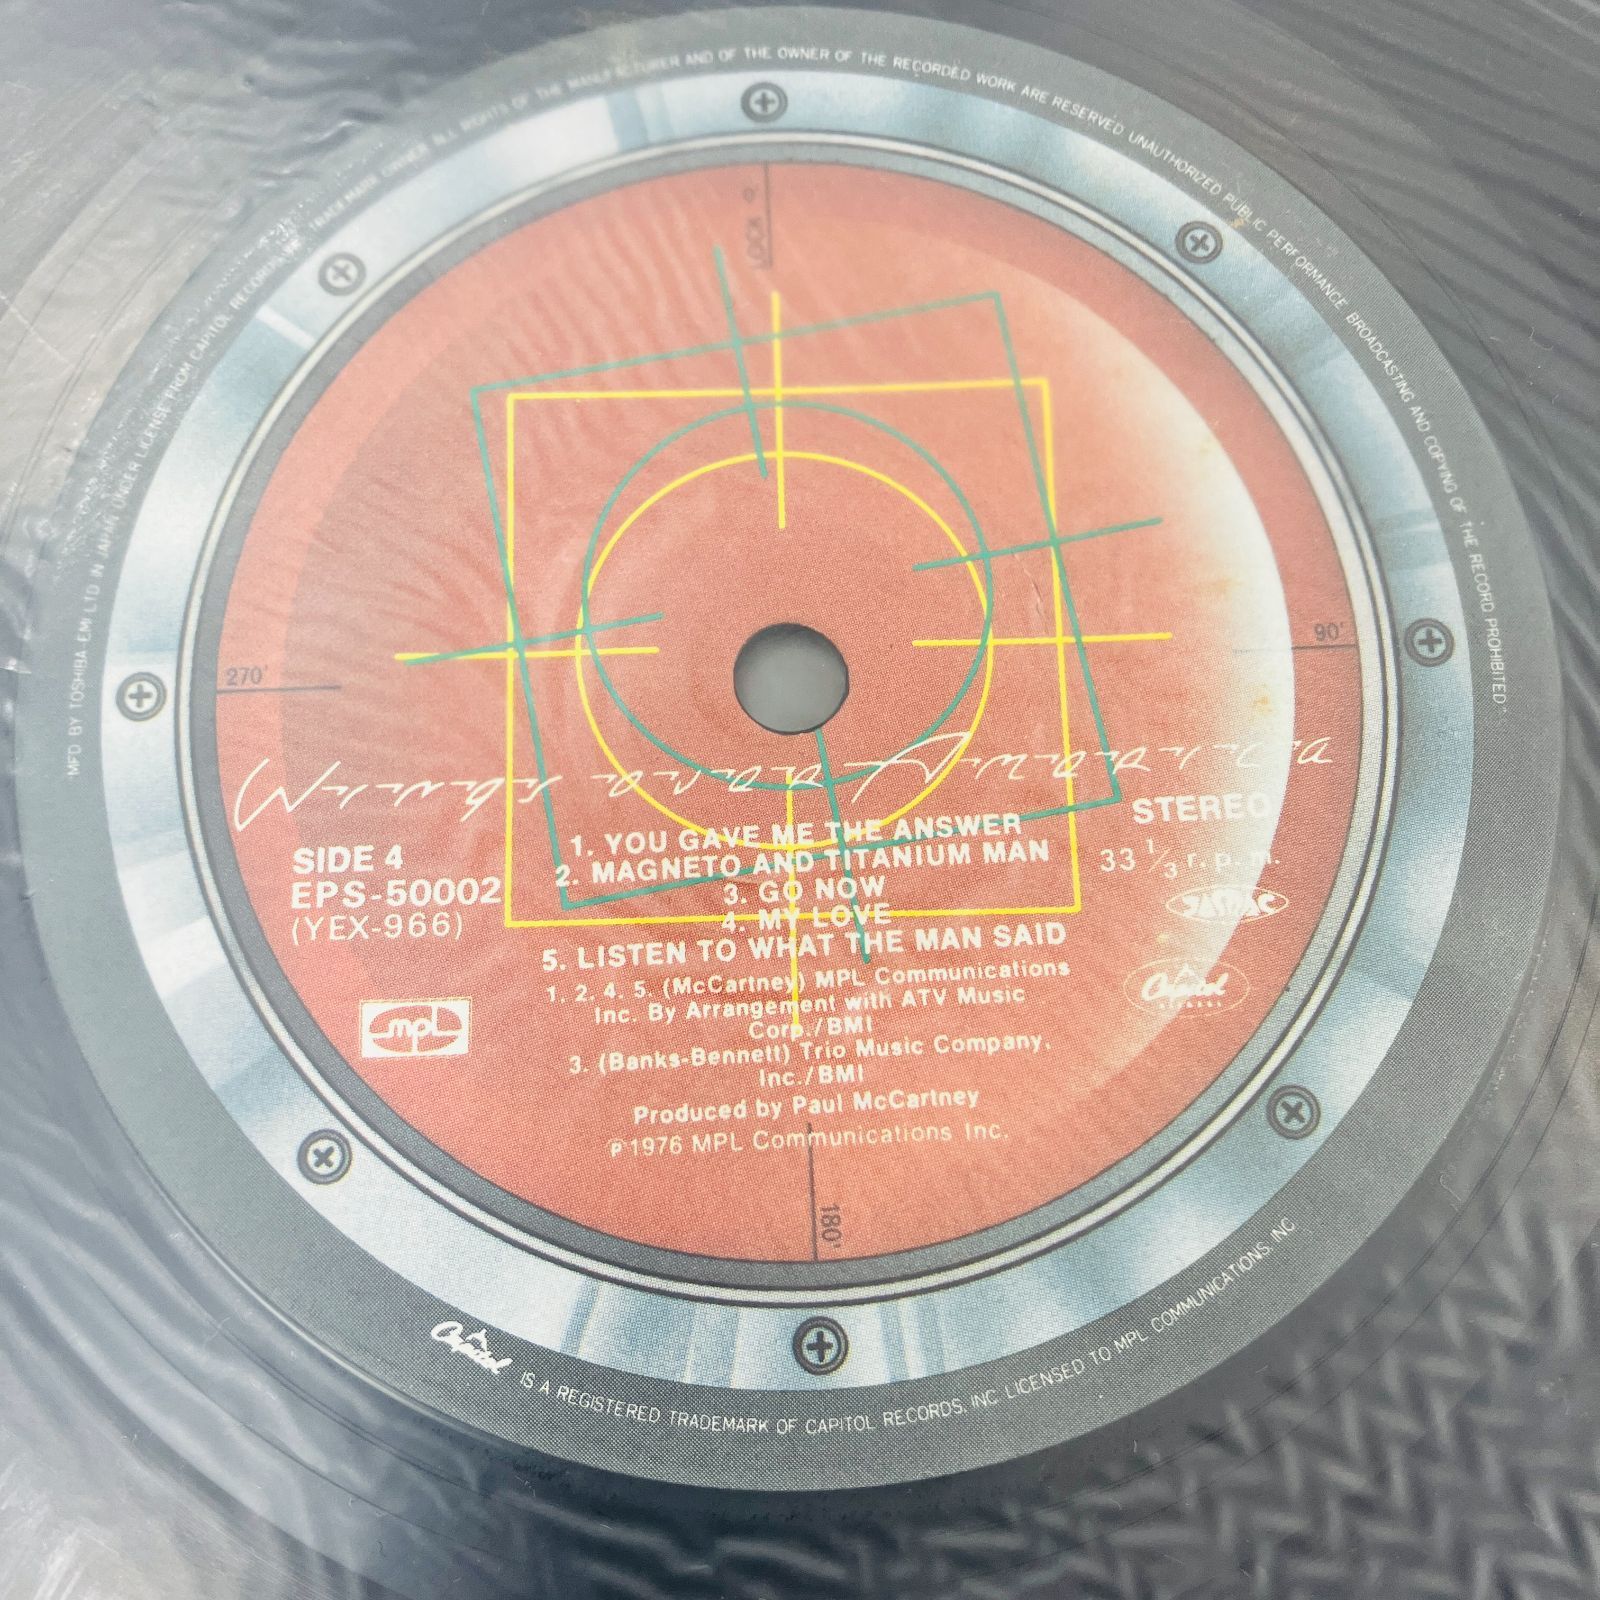 MFD BY TOSHIBA EMI LTD IN JAPAN UNDER LICENSE FROM CAPITOL RECORDS, INC. TRADE MARK OWNER ALL RIGHTS OF THE MANUFACTURER AND OF THE OWNER OF THE RECORDED WORK ARE RESERVED UNAUTHORIZED PUBLIC PERFORMANCE BROADCASTING AND COPYING OF THE RECORD PROHIBITED
LOCK
270'
90'
STEREO
33 1/3 r.p.m.
JASRAC
Capitol
RECORDS
SIDE 4
EPS-50002
(YEX-966)
mpl
1. YOU GAVE ME THE ANSWER
2. MAGNETO AND TITANIUM MAN
3. GO NOW
4. MY LOVE
5. LISTEN TO WHAT THE MAN SAID
1. 2. 4. 5. (McCartney) MPL Communications
Inc. By Arrangement with ATV Music
Corp./BMI
3. (Banks-Bennett) Trio Music Company,
Inc./BMI
Produced by Paul McCartney
℗1976 MPL Communications Inc.
180'
Capitol IS A REGISTERED TRADEMARK OF CAPITOL RECORDS, INC. LICENSED TO MPL COMMUNICATIONS, INC